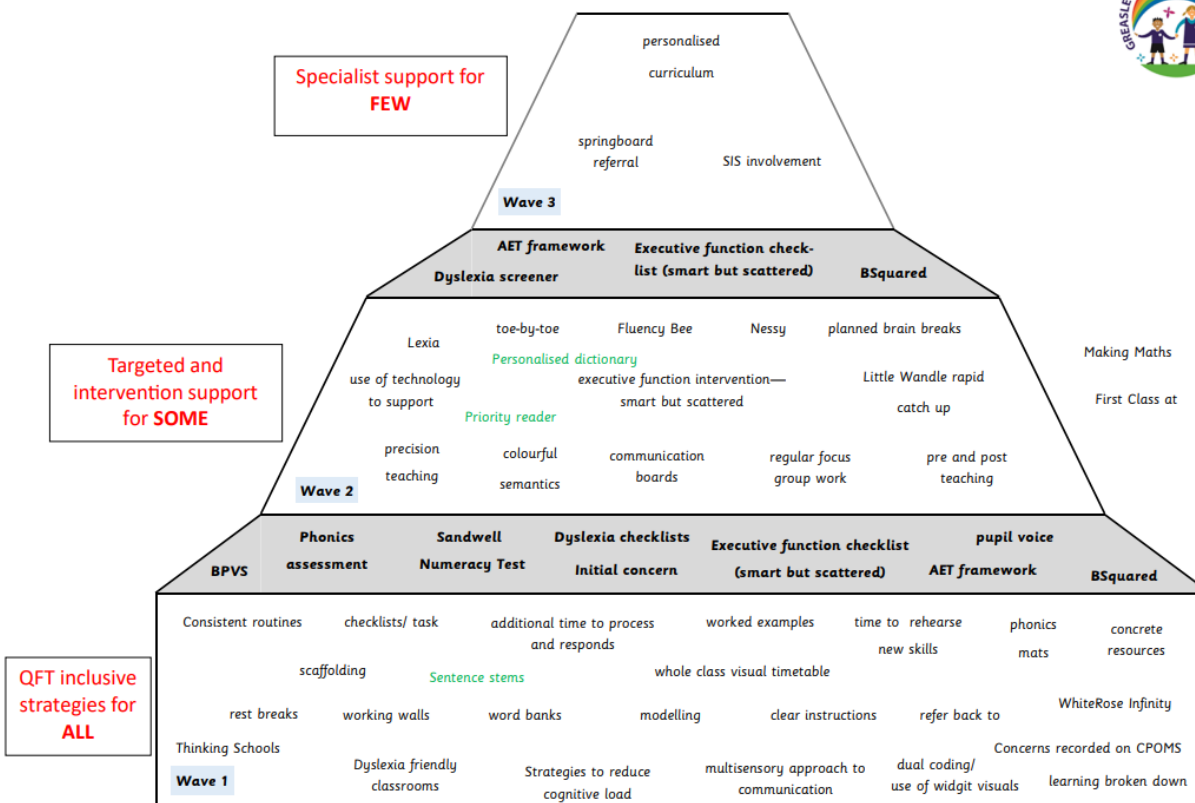 GREASLE
personalised
curriculum
Specialist support for
FEW
springboard
referral
SIS involvement
Wave 3
AET framework
Executive function check-
list (smart but scattered)
Dyslexia screener
BSquared
toe-by-toe
Fluency Bee
Nessy
planned brain breaks
Lexia
Personalised dictionary
Making Maths
Targeted and
intervention support
for SOME
use of technology
to support
executive function intervention—
smart but scattered
Little Wandle rapid
catch up
First Class at
Priority reader
precision
teaching
colourful
semantics
communication
boards
regular focus
group work
pre and post
teaching
Wave 2
BPVS
Phonics
assessment
Sandwell
Numeracy Test
Dyslexia checklists
Initial concern
Executive function checklist
(smart but scattered)
pupil voice
AET framework
BSquared
Consistent routines
checklists/ task
additional time to process
and responds
worked examples
time to rehearse
new skills
phonics
mats
concrete
resources
QFT inclusive
strategies for
ALL
scaffolding
Sentence stems
whole class visual timetable
WhiteRose Infinity
rest breaks
working walls
word banks
modelling
clear instructions
refer back to
Thinking Schools
Concerns recorded on CPOMS
Wave 1
Dyslexia friendly
classrooms
Strategies to reduce
cognitive load
multisensory approach to
communication
dual coding/
use of widgit visuals
learning broken down